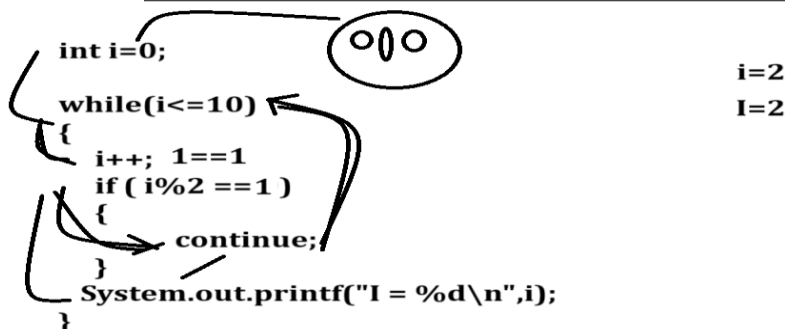 int i=0;
i=2
while(i<=10)
I=2
{
i++; 1==1
if ( i%2 ==1 )
{
continue;
}
System.out.printf("I = %d\n",i);
}